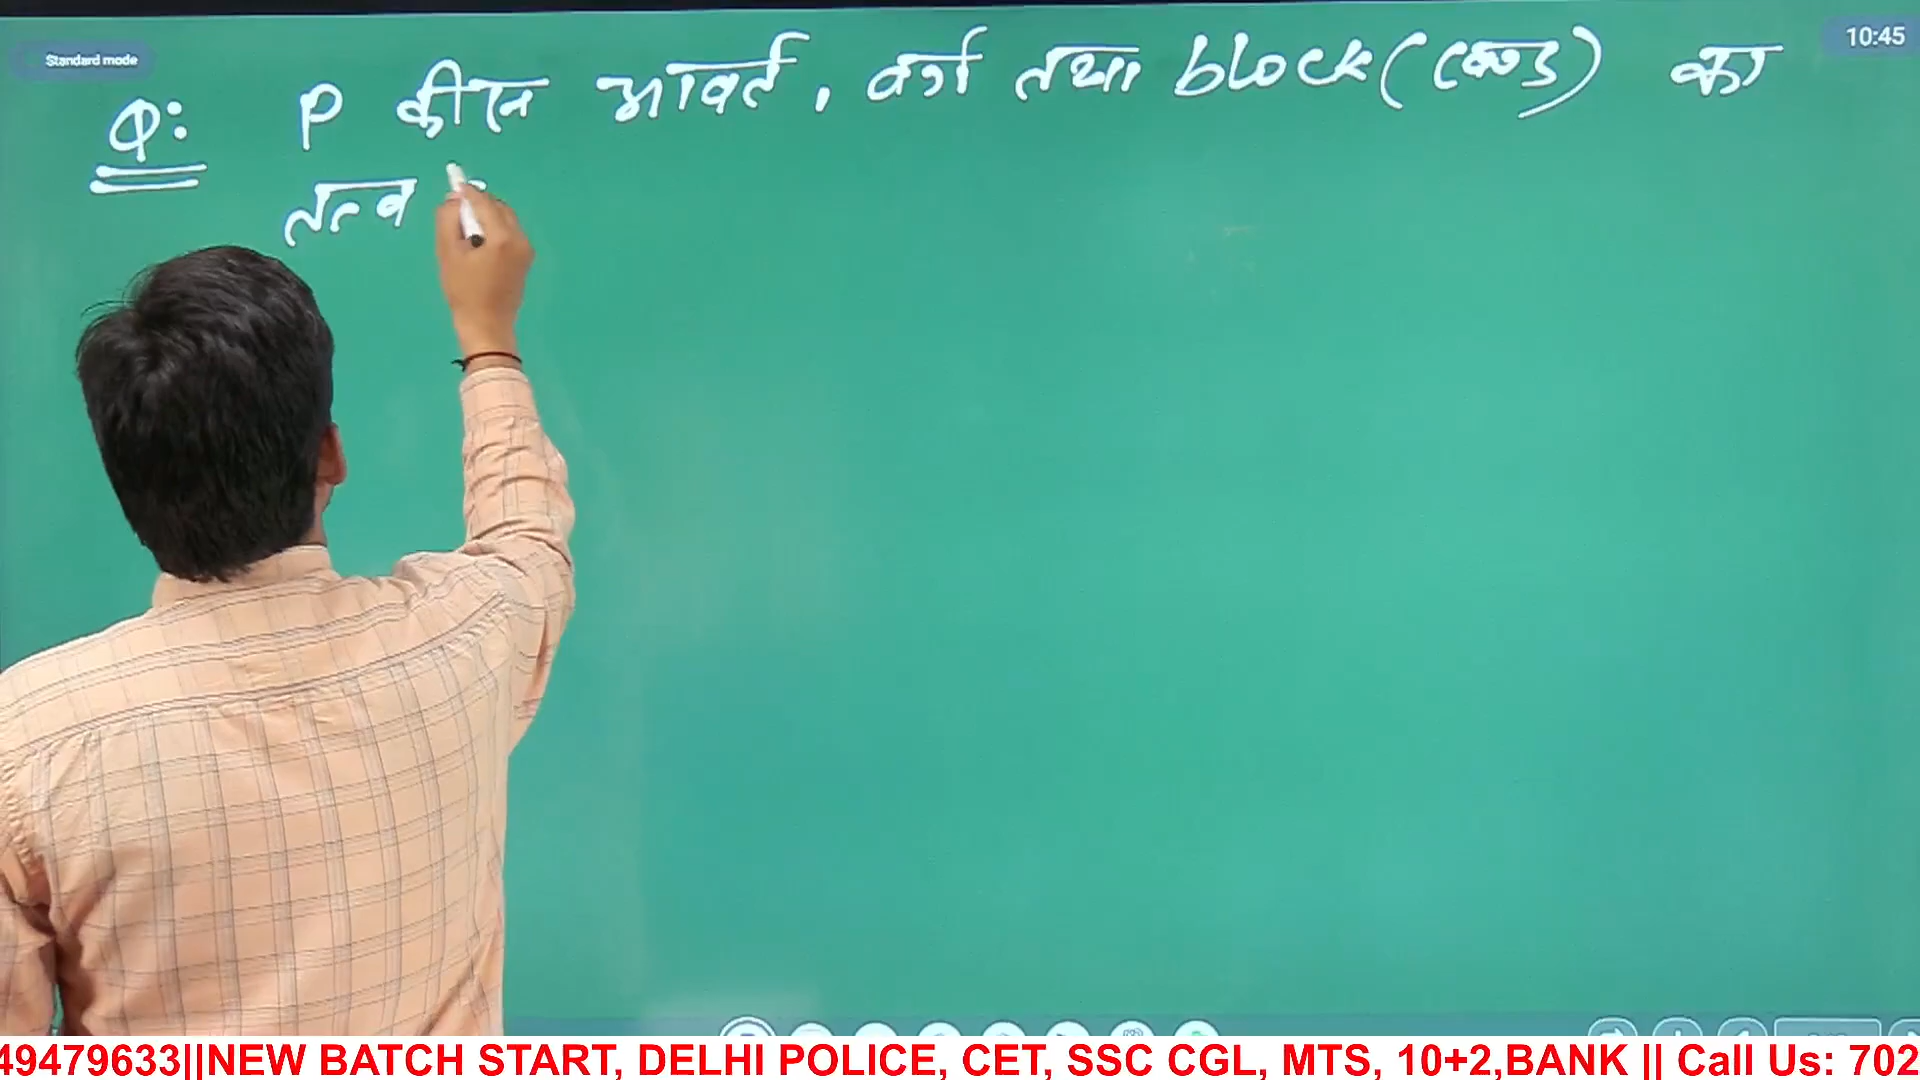 Standard mode
10:45
Q: P कौन आवर्त, वर्ग तथा block (खण्ड) का
तत्व
49479633||NEW BATCH START, DELHI POLICE, CET, SSC CGL, MTS, 10+2,BANK || Call Us: 702